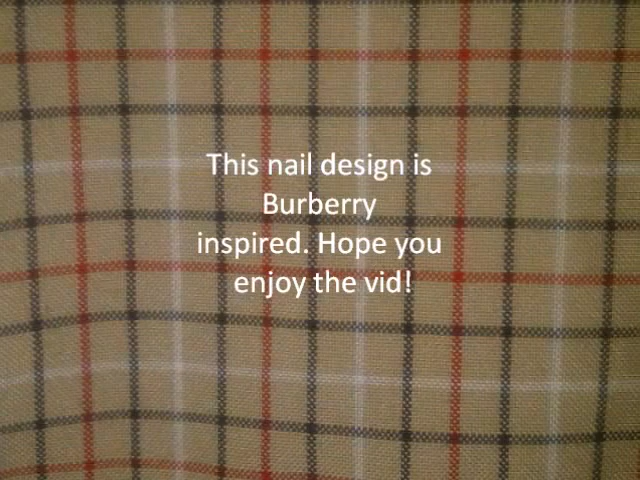 This nail design is
Burberry
inspired. Hope you
enjoy the vid!